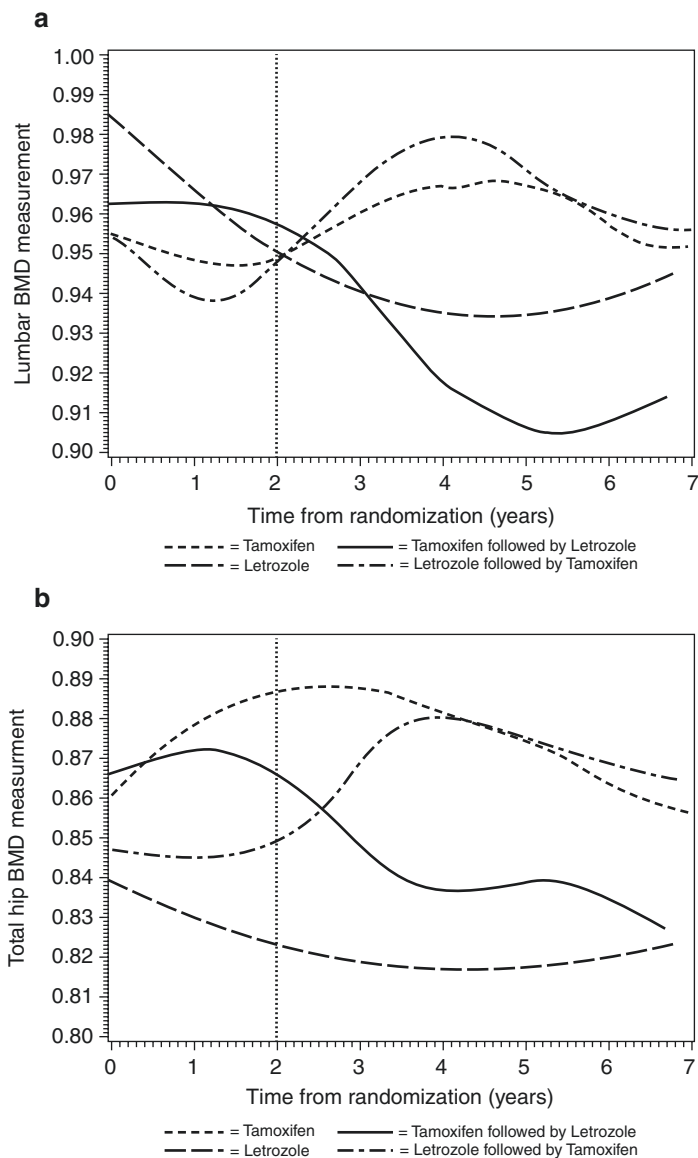 a
1.00
0.99
0.98
0.97
0.96
0.95
0.94
0.93
0.92
0.91
0.90
Lumbar BMD measurement
0 1 2 3 4 5 6 7
Time from randomization (years)
= Tamoxifen = Tamoxifen followed by Letrozole
= Letrozole = Letrozole followed by Tamoxifen
b
0.90
0.89
0.88
0.87
0.86
0.85
0.84
0.83
0.82
0.81
0.80
Total hip BMD measurment
0 1 2 3 4 5 6 7
Time from randomization (years)
= Tamoxifen = Tamoxifen followed by Letrozole
= Letrozole = Letrozole followed by Tamoxifen